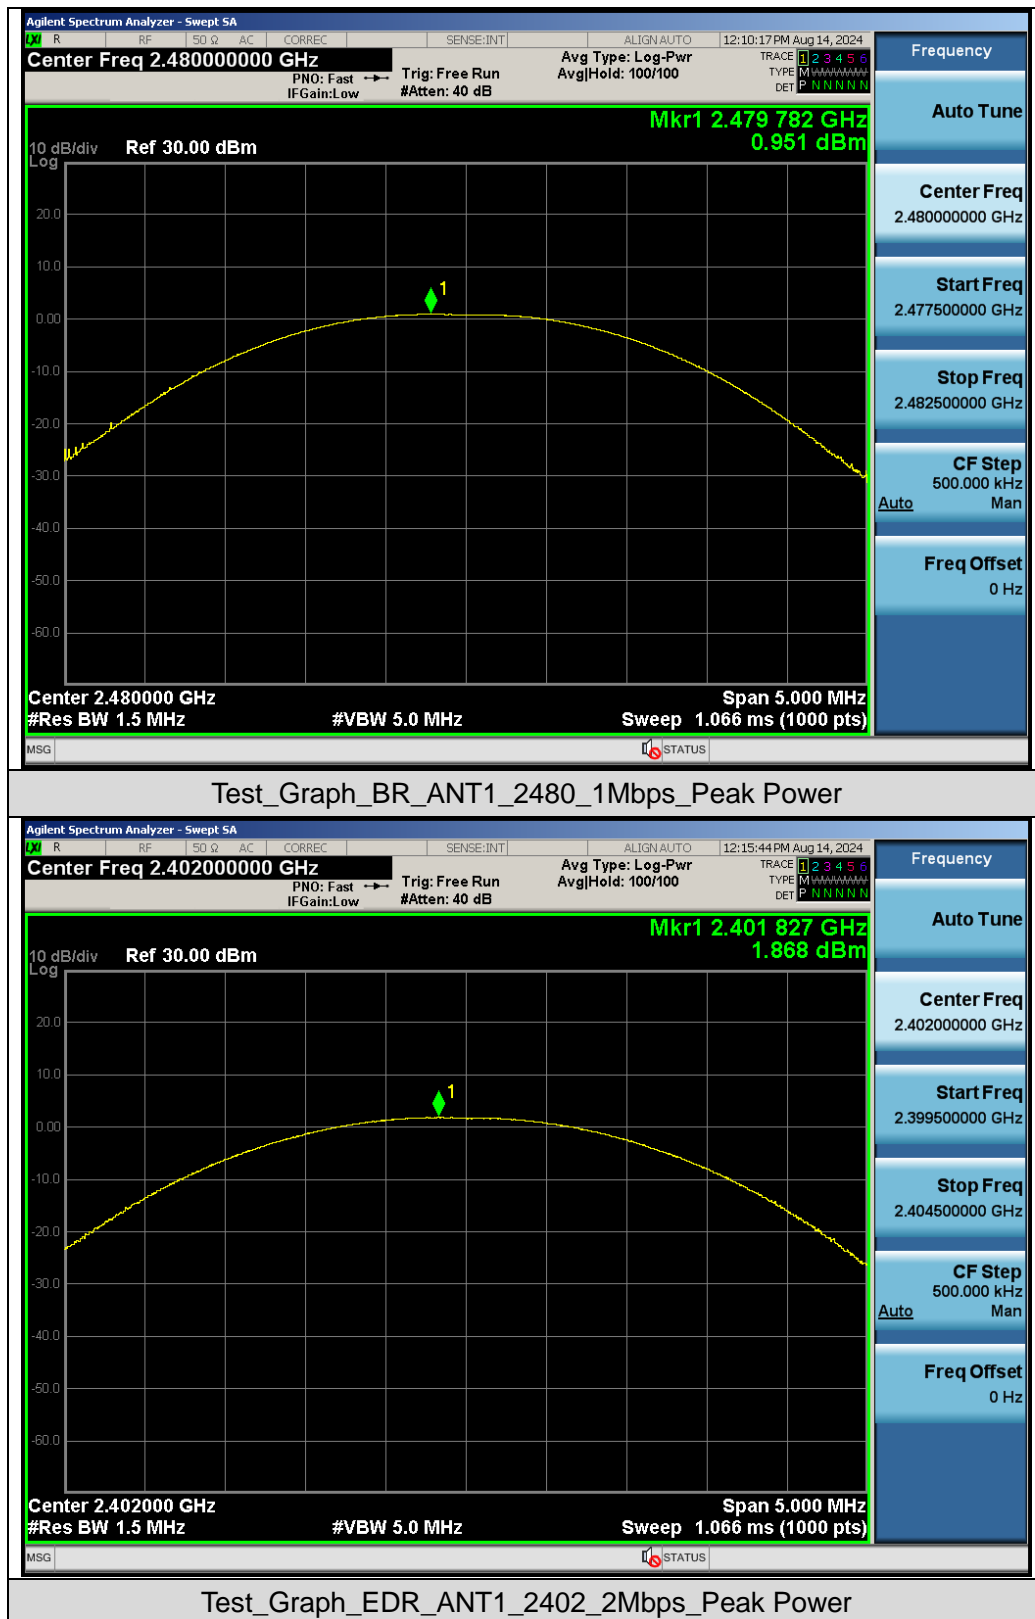 Agilent Spectrum Analyzer - Swept SA
LXI R RF 50 Ω AC CORREC SENSE:INT ALIGN AUTO 12:10:17 PM Aug 14, 2024
Center Freq 2.480000000 GHz
PNO: Fast
IFGain:Low
Trig: Free Run
#Atten: 40 dB
Avg Type: Log-Pwr
Avg|Hold: 100/100
TRACE 1 2 3 4 5 6
TYPE M
DET P N N N N N
Mkr1 2.479 782 GHz
0.951 dBm
10 dB/div Ref 30.00 dBm
Log
20.0
10.0
0.00
-10.0
-20.0
-30.0
-40.0
-50.0
-60.0
1
Center 2.480000 GHz Span 5.000 MHz
#Res BW 1.5 MHz #VBW 5.0 MHz Sweep 1.066 ms (1000 pts)
MSG STATUS
Frequency
Auto Tune
Center Freq
2.480000000 GHz
Start Freq
2.477500000 GHz
Stop Freq
2.482500000 GHz
CF Step
500.000 kHz
Auto Man
Freq Offset
0 Hz
Test_Graph_BR_ANT1_2480_1Mbps_Peak Power
Agilent Spectrum Analyzer - Swept SA
LXI R RF 50 Ω AC CORREC SENSE:INT ALIGN AUTO 12:15:44 PM Aug 14, 2024
Center Freq 2.402000000 GHz
PNO: Fast
IFGain:Low
Trig: Free Run
#Atten: 40 dB
Avg Type: Log-Pwr
Avg|Hold: 100/100
TRACE 1 2 3 4 5 6
TYPE M
DET P N N N N N
Mkr1 2.401 827 GHz
1.868 dBm
10 dB/div Ref 30.00 dBm
Log
20.0
10.0
0.00
-10.0
-20.0
-30.0
-40.0
-50.0
-60.0
1
Center 2.402000 GHz Span 5.000 MHz
#Res BW 1.5 MHz #VBW 5.0 MHz Sweep 1.066 ms (1000 pts)
MSG STATUS
Frequency
Auto Tune
Center Freq
2.402000000 GHz
Start Freq
2.399500000 GHz
Stop Freq
2.404500000 GHz
CF Step
500.000 kHz
Auto Man
Freq Offset
0 Hz
Test_Graph_EDR_ANT1_2402_2Mbps_Peak Power